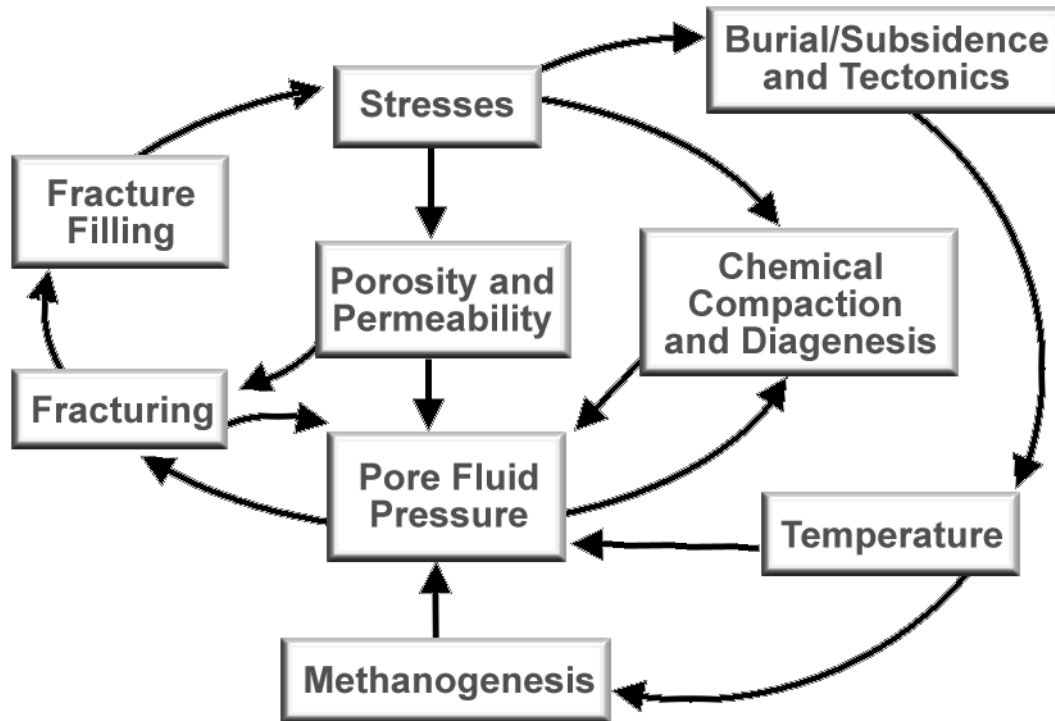 Burial/Subsidence
and Tectonics
Stresses
Fracture
Filling
Porosity and
Permeability
Chemical
Compaction
and Diagenesis
Fracturing
Pore Fluid
Pressure
Temperature
Methanogenesis